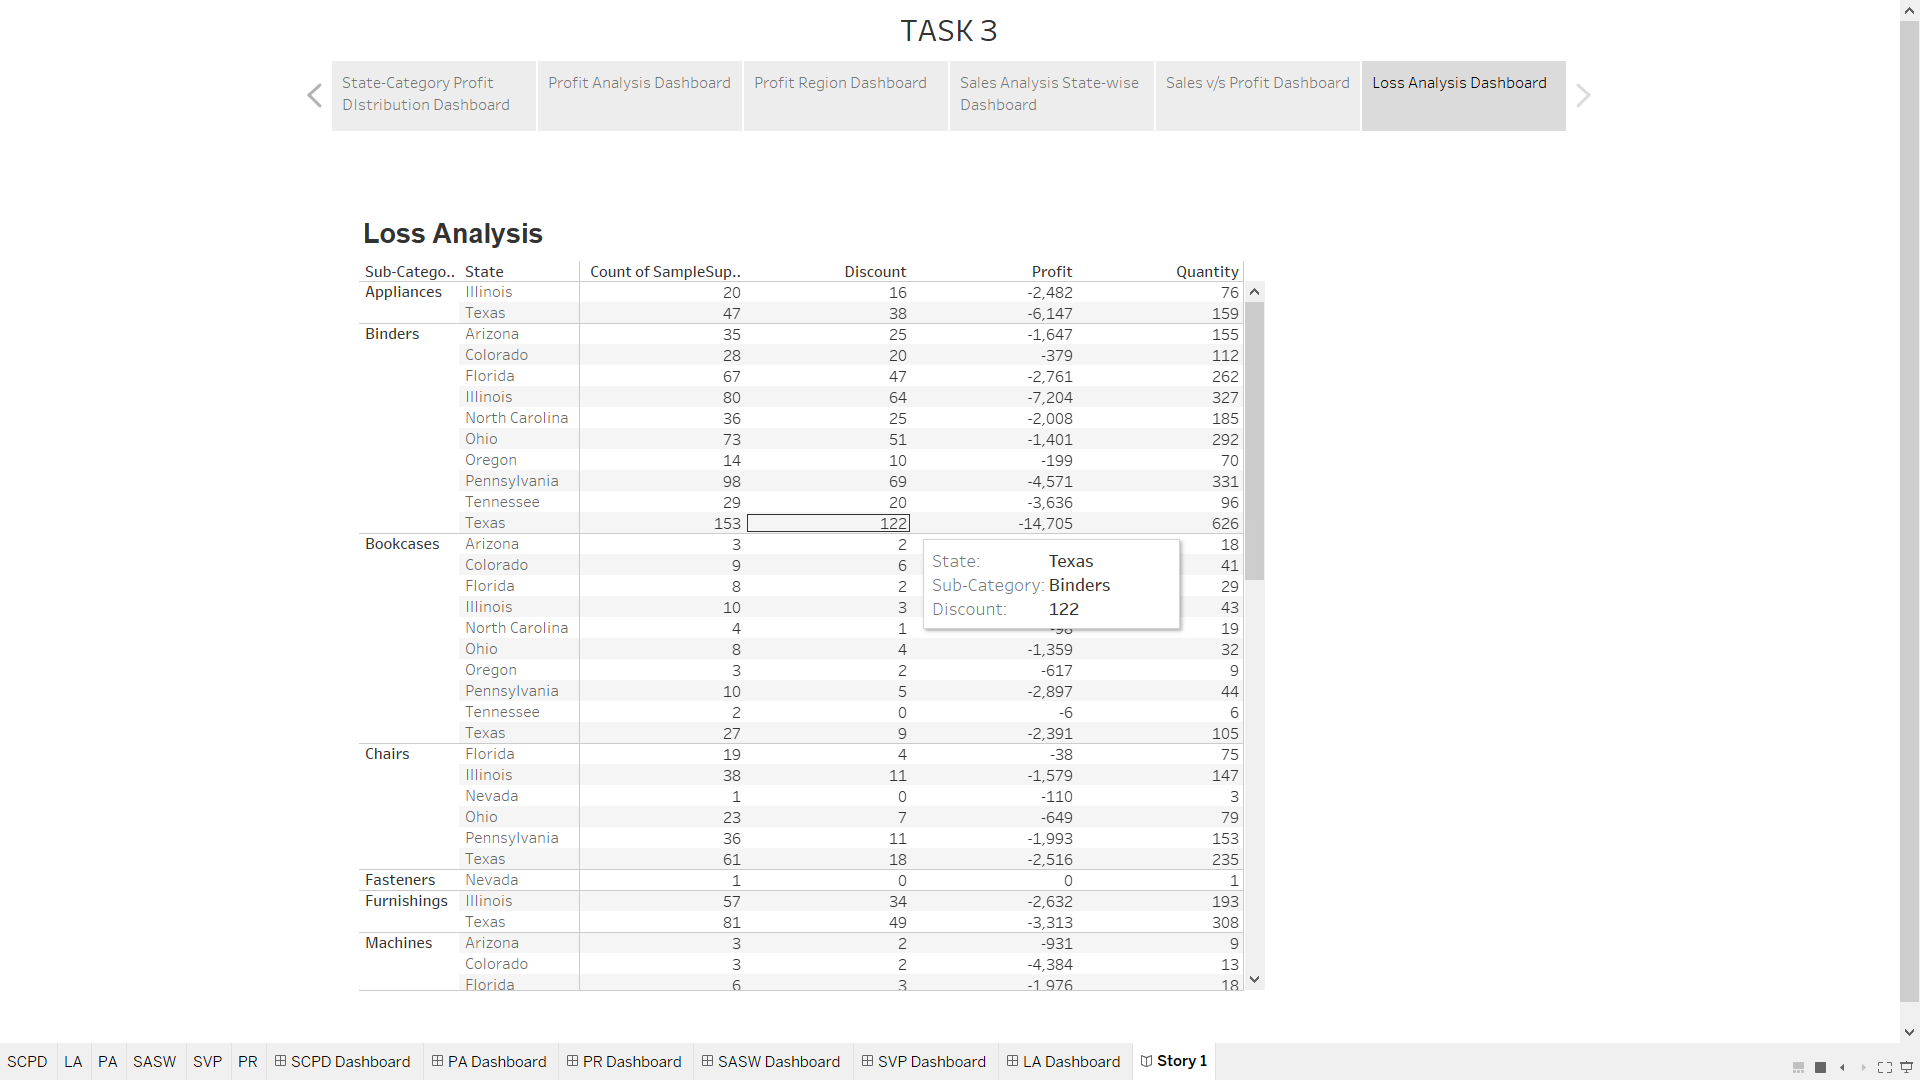 TASK 3
State-Category Profit
DIstribution Dashboard
Profit Analysis Dashboard
Profit Region Dashboard
Sales Analysis State-wise
Dashboard
Sales v/s Profit Dashboard
Loss Analysis Dashboard
Loss Analysis
Sub-Catego.. State Count of SampleSup.. Discount Profit Quantity
Appliances Illinois 20 16 -2,482 76
Texas 47 38 -6,147 159
Binders Arizona 35 25 -1,647 155
Colorado 28 20 -379 112
Florida 67 47 -2,761 262
Illinois 80 64 -7,204 327
North Carolina 36 25 -2,008 185
Ohio 73 51 -1,401 292
Oregon 14 10 -199 70
Pennsylvania 98 69 -4,571 331
Tennessee 29 20 -3,636 96
Texas 153 122 -14,705 626
Bookcases Arizona 3 2 18
Colorado 9 6 41
Florida 8 2 29
Illinois 10 3 43
North Carolina 4 1 -98 19
Ohio 8 4 -1,359 32
Oregon 3 2 -617 9
Pennsylvania 10 5 -2,897 44
Tennessee 2 0 -6 6
Texas 27 9 -2,391 105
Chairs Florida 19 4 -38 75
Illinois 38 11 -1,579 147
Nevada 1 0 -110 3
Ohio 23 7 -649 79
Pennsylvania 36 11 -1,993 153
Texas 61 18 -2,516 235
Fasteners Nevada 1 0 0 1
Furnishings Illinois 57 34 -2,632 193
Texas 81 49 -3,313 308
Machines Arizona 3 2 -931 9
Colorado 3 2 -4,384 13
Florida 6 3 -1,976 18
State: Texas
Sub-Category: Binders
Discount: 122
SCPD LA PA SASW SVP PR SCPD Dashboard PA Dashboard PR Dashboard SASW Dashboard SVP Dashboard LA Dashboard Story 1